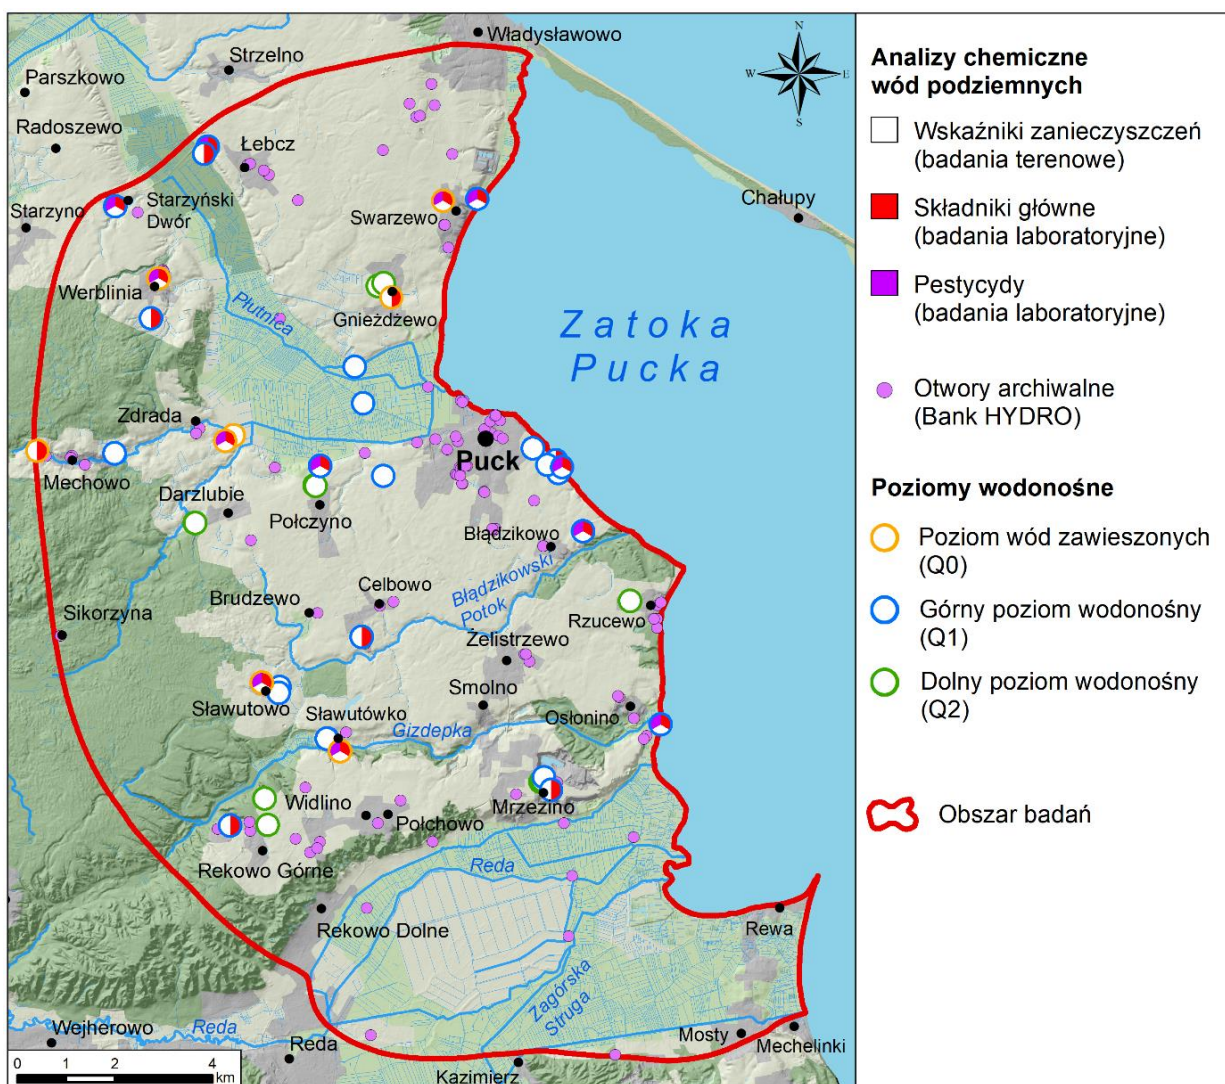 Władysławowo
Strzelno
Parszkowo
Radoszewo
Łebcz
Starzyński
Dwór
Starzyno
Swarzewo
Chałupy
N
W
E
S
Werblinia
Gnieżdżewo
Płutnica
Zatoka
Pucka
Zdrada
Mechowo
Puck
Darzlubie
Połczyno
Błądzikowo
Błądzikowski
Potok
Celbowo
Brudzewo
Rzucewo
Sikorzyna
Żelistrzewo
Smolno
Sławutowo
Sławutówko
Gizdepka
Osłonino
Widlino
Mrzezino
Połchowo
Rekowo Górne
Reda
Rekowo Dolne
Rewa
Zagórska
Struga
Wejherowo
Reda
Reda
Mosty
Mechelinki
Kazimierz
0 1 2 4
km
Analizy chemiczne
wód podziemnych
Wskaźniki zanieczyszczeń
(badania terenowe)
Składniki główne
(badania laboratoryjne)
Pestycydy
(badania laboratoryjne)
Otwory archiwalne
(Bank HYDRO)
Poziomy wodonośne
Poziom wód zawieszonych
(Q0)
Górny poziom wodonośny
(Q1)
Dolny poziom wodonośny
(Q2)
Obszar badań